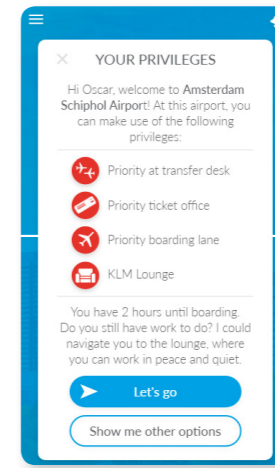 YOUR PRIVILEGES
Hi Oscar, welcome to Amsterdam
Schiphol Airport! At this airport, you
can make use of the following
privileges:
Priority at transfer desk
Priority ticket office
Priority boarding lane
KLM Lounge
You have 2 hours until boarding.
Do you still have work to do? I could
navigate you to the lounge, where
you can work in peace and quiet.
Let's go
Show me other options